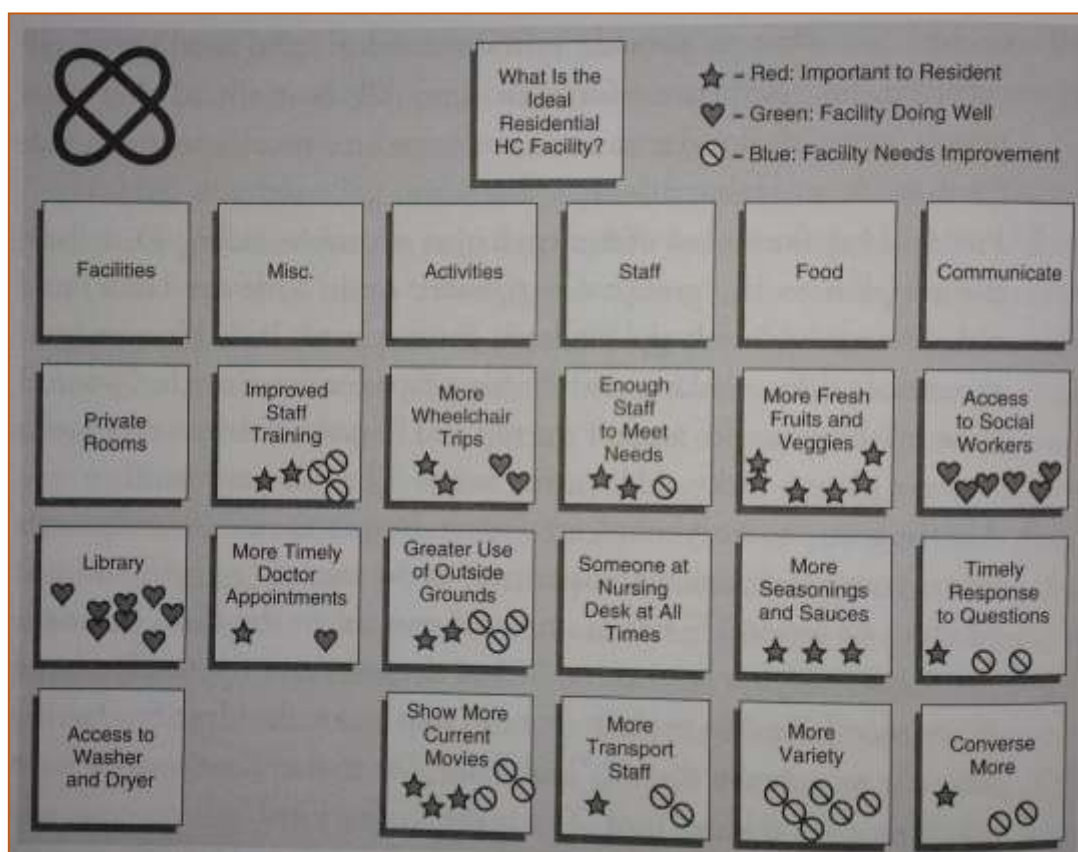 What Is the
Ideal
Residential
HC Facility?
= Red: Important to Resident
= Green: Facility Doing Well
= Blue: Facility Needs Improvement
Facilities
Misc.
Activities
Staff
Food
Communicate
Private
Rooms
Improved
Staff
Training
More
Wheelchair
Trips
Enough
Staff
to Meet
Needs
More Fresh
Fruits and
Veggies
Access
to Social
Workers
Library
More Timely
Doctor
Appointments
Greater Use
of Outside
Grounds
Someone at
Nursing
Desk at All
Times
More
Seasonings
and Sauces
Timely
Response
to Questions
Access to
Washer
and Dryer
Show More
Current
Movies
More
Transport
Staff
More
Variety
Converse
More